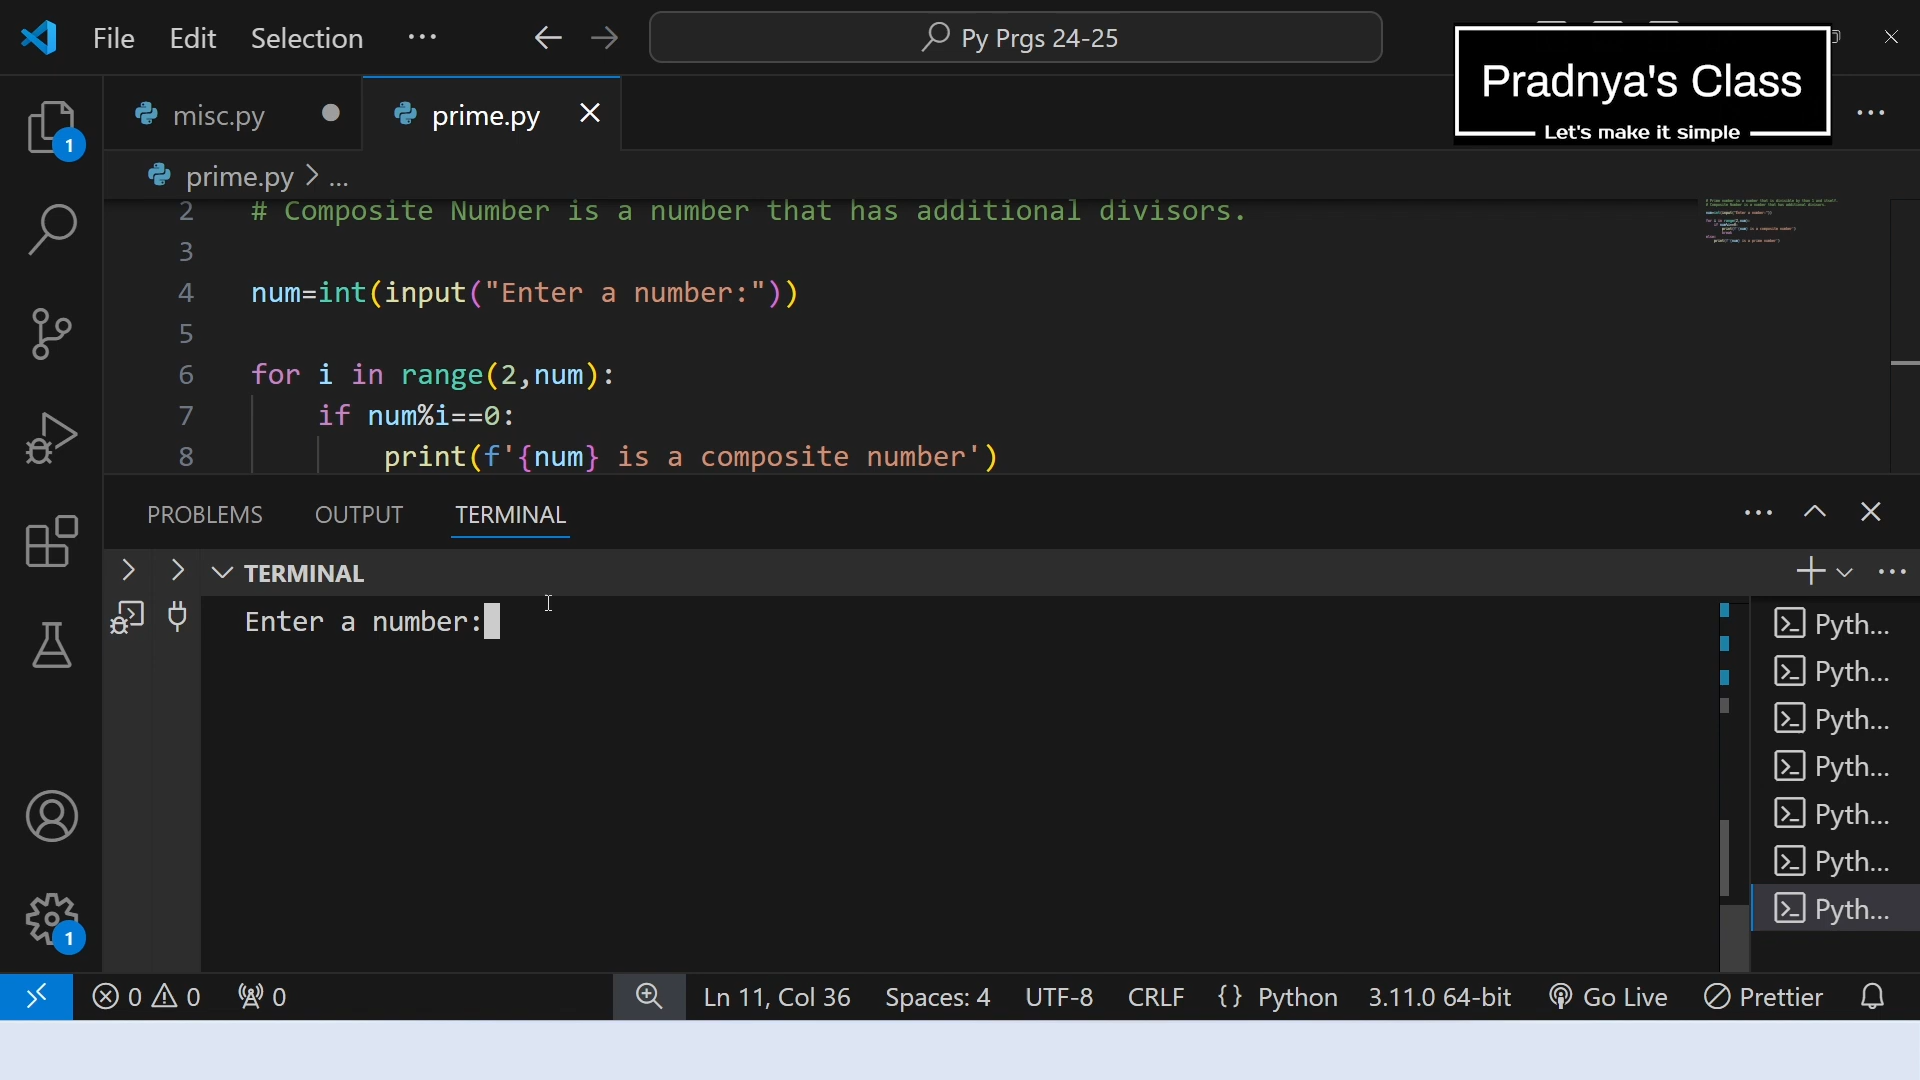 File Edit Selection ...
Py Prgs 24-25
Pradnya's Class
Let's make it simple
misc.py
prime.py
1
prime.py > ...
2 # Composite Number is a number that has additional divisors.
3
4 num=int(input("Enter a number:"))
5
6 for i in range(2,num):
7 if num%i==0:
8 print(f'{num} is a composite number')
PROBLEMS OUTPUT TERMINAL
TERMINAL
Enter a number:
Pyth...
Pyth...
Pyth...
Pyth...
Pyth...
Pyth...
Pyth...
1
0 0 0 Ln 11, Col 36 Spaces: 4 UTF-8 CRLF {} Python 3.11.0 64-bit Go Live Prettier